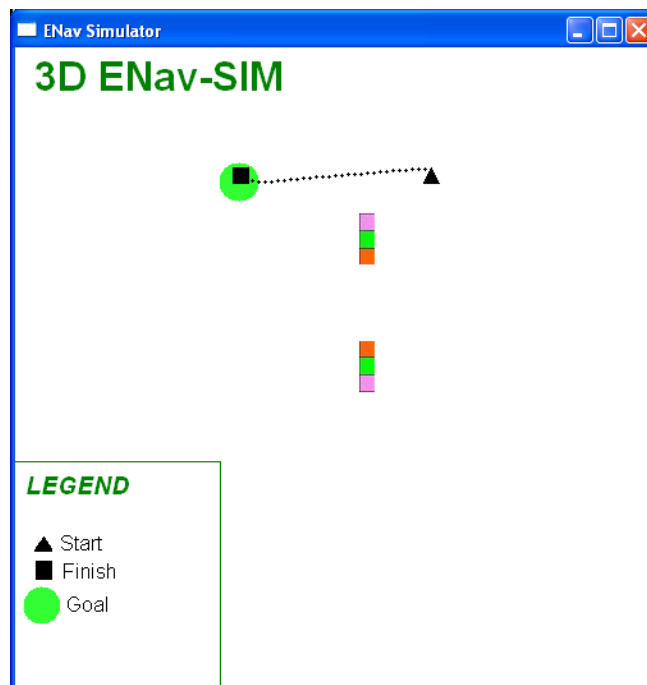 ENav Simulator
3D ENav-SIM
LEGEND
Start
Finish
Goal